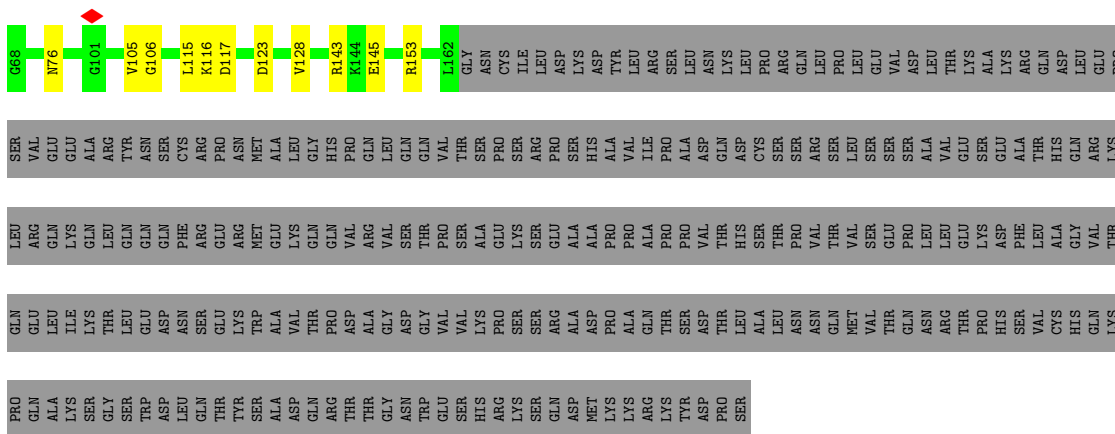 G68 N76 G101 V105 G106 L115 K116 D117 D123 V128 R143 K144 E145 R153 L162 GLY ASN CYS ILE LEU ASP LYS ASP TYR LEU ARG SER LEU ASN LYS LEU PRO ARG GLN LEU PRO LEU GLU VAL ASP LEU THR LYS ALA LYS ARG GLN ASP LEU GLU PRO
SER VAL GLU GLU ALA ARG TYR ASN SER CYS ARG PRO ASN MET ALA LEU GLY HIS PRO GLN LEU GLN GLN VAL THR SER PRO SER ARG PRO SER HIS ALA VAL ILE PRO ALA ASP GLN ASP CYS SER SER ARG SER LEU SER SER SER ALA VAL GLU SER GLU ALA THR HIS GLN ARG LYS
LEU ARG GLN LYS GLN LEU GLN GLN GLN PHE ARG GLU ARG MET GLU LYS GLN GLN VAL ARG VAL SER THR PRO SER ALA GLU LYS SER GLU ALA ALA PRO PRO ALA PRO PRO VAL THR HIS SER THR PRO VAL THR VAL SER GLU PRO LEU LEU GLU LYS ASP PHE LEU ALA GLY VAL THR
GLN GLU LEU ILE LYS THR LEU GLU ASP ASN SER GLU LYS TRP ALA VAL THR PRO ASP ALA GLY ASP GLY VAL VAL LYS PRO SER SER ARG ALA ASP PRO ALA GLN THR SER ASP THR LEU ALA LEU ASN ASN GLN MET VAL THR GLN ASN ARG THR PRO HIS SER VAL CYS HIS GLN LYS
PRO GLN ALA LYS SER GLY SER TRP ASP LEU GLN THR TYR SER ALA ASP GLN ARG THR THR GLY ASN TRP GLU SER HIS ARG LYS SER GLN ASP MET LYS LYS ARG LYS TYR ASP PRO SER